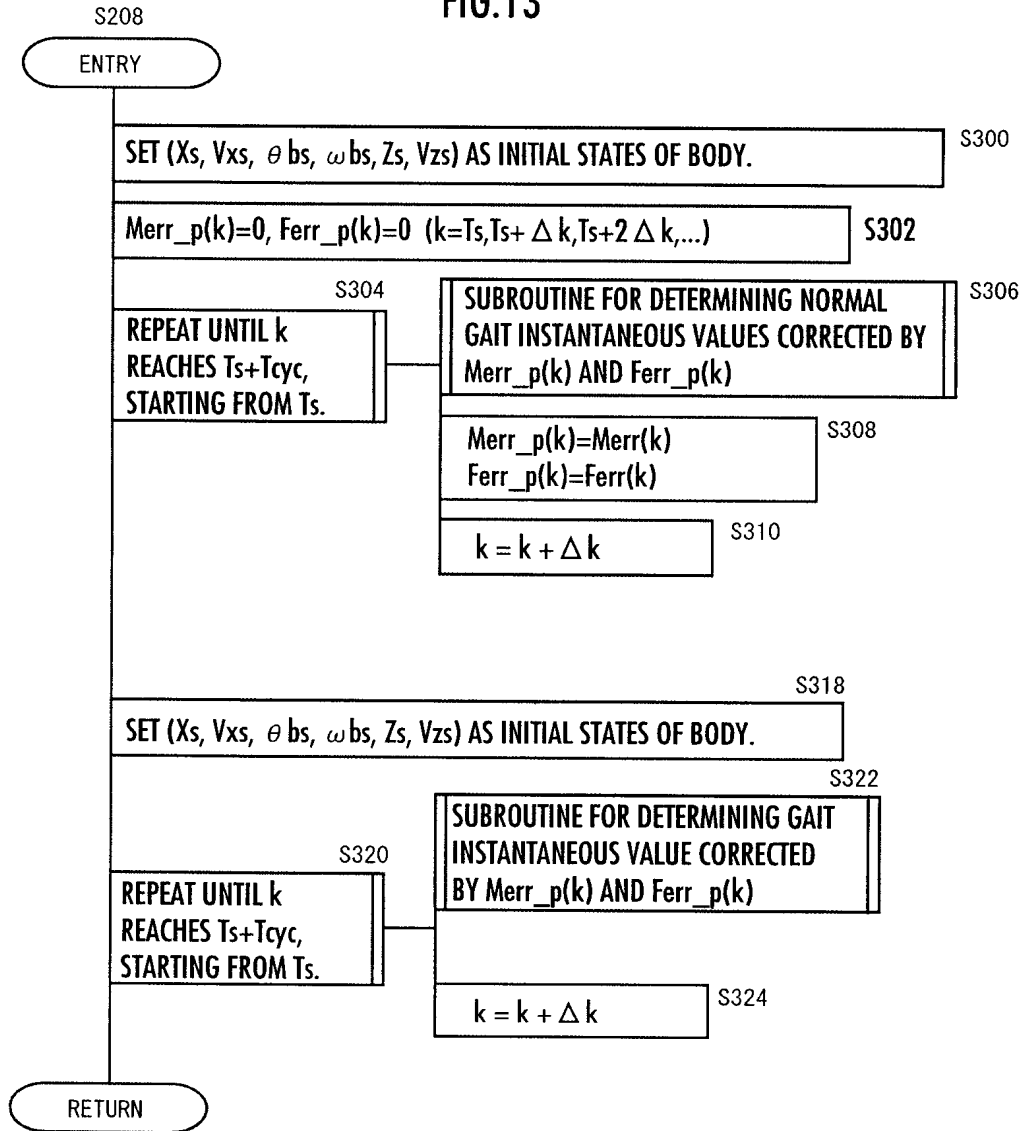 FIG.13
S208
ENTRY
S300
SET (Xs, Vxs, θbs, ωbs, Zs, Vzs) AS INITIAL STATES OF BODY.
Merr_p(k)=0, Ferr_p(k)=0 (k=Ts,Ts+Δk,Ts+2Δk,...)
S302
S304
REPEAT UNTIL k
REACHES Ts+Tcyc,
STARTING FROM Ts.
S306
SUBROUTINE FOR DETERMINING NORMAL
GAIT INSTANTANEOUS VALUES CORRECTED BY
Merr_p(k) AND Ferr_p(k)
S308
Merr_p(k)=Merr(k)
Ferr_p(k)=Ferr(k)
S310
k = k + Δk
S318
SET (Xs, Vxs, θbs, ωbs, Zs, Vzs) AS INITIAL STATES OF BODY.
S320
REPEAT UNTIL k
REACHES Ts+Tcyc,
STARTING FROM Ts.
S322
SUBROUTINE FOR DETERMINING GAIT
INSTANTANEOUS VALUE CORRECTED
BY Merr_p(k) AND Ferr_p(k)
S324
k = k + Δk
RETURN